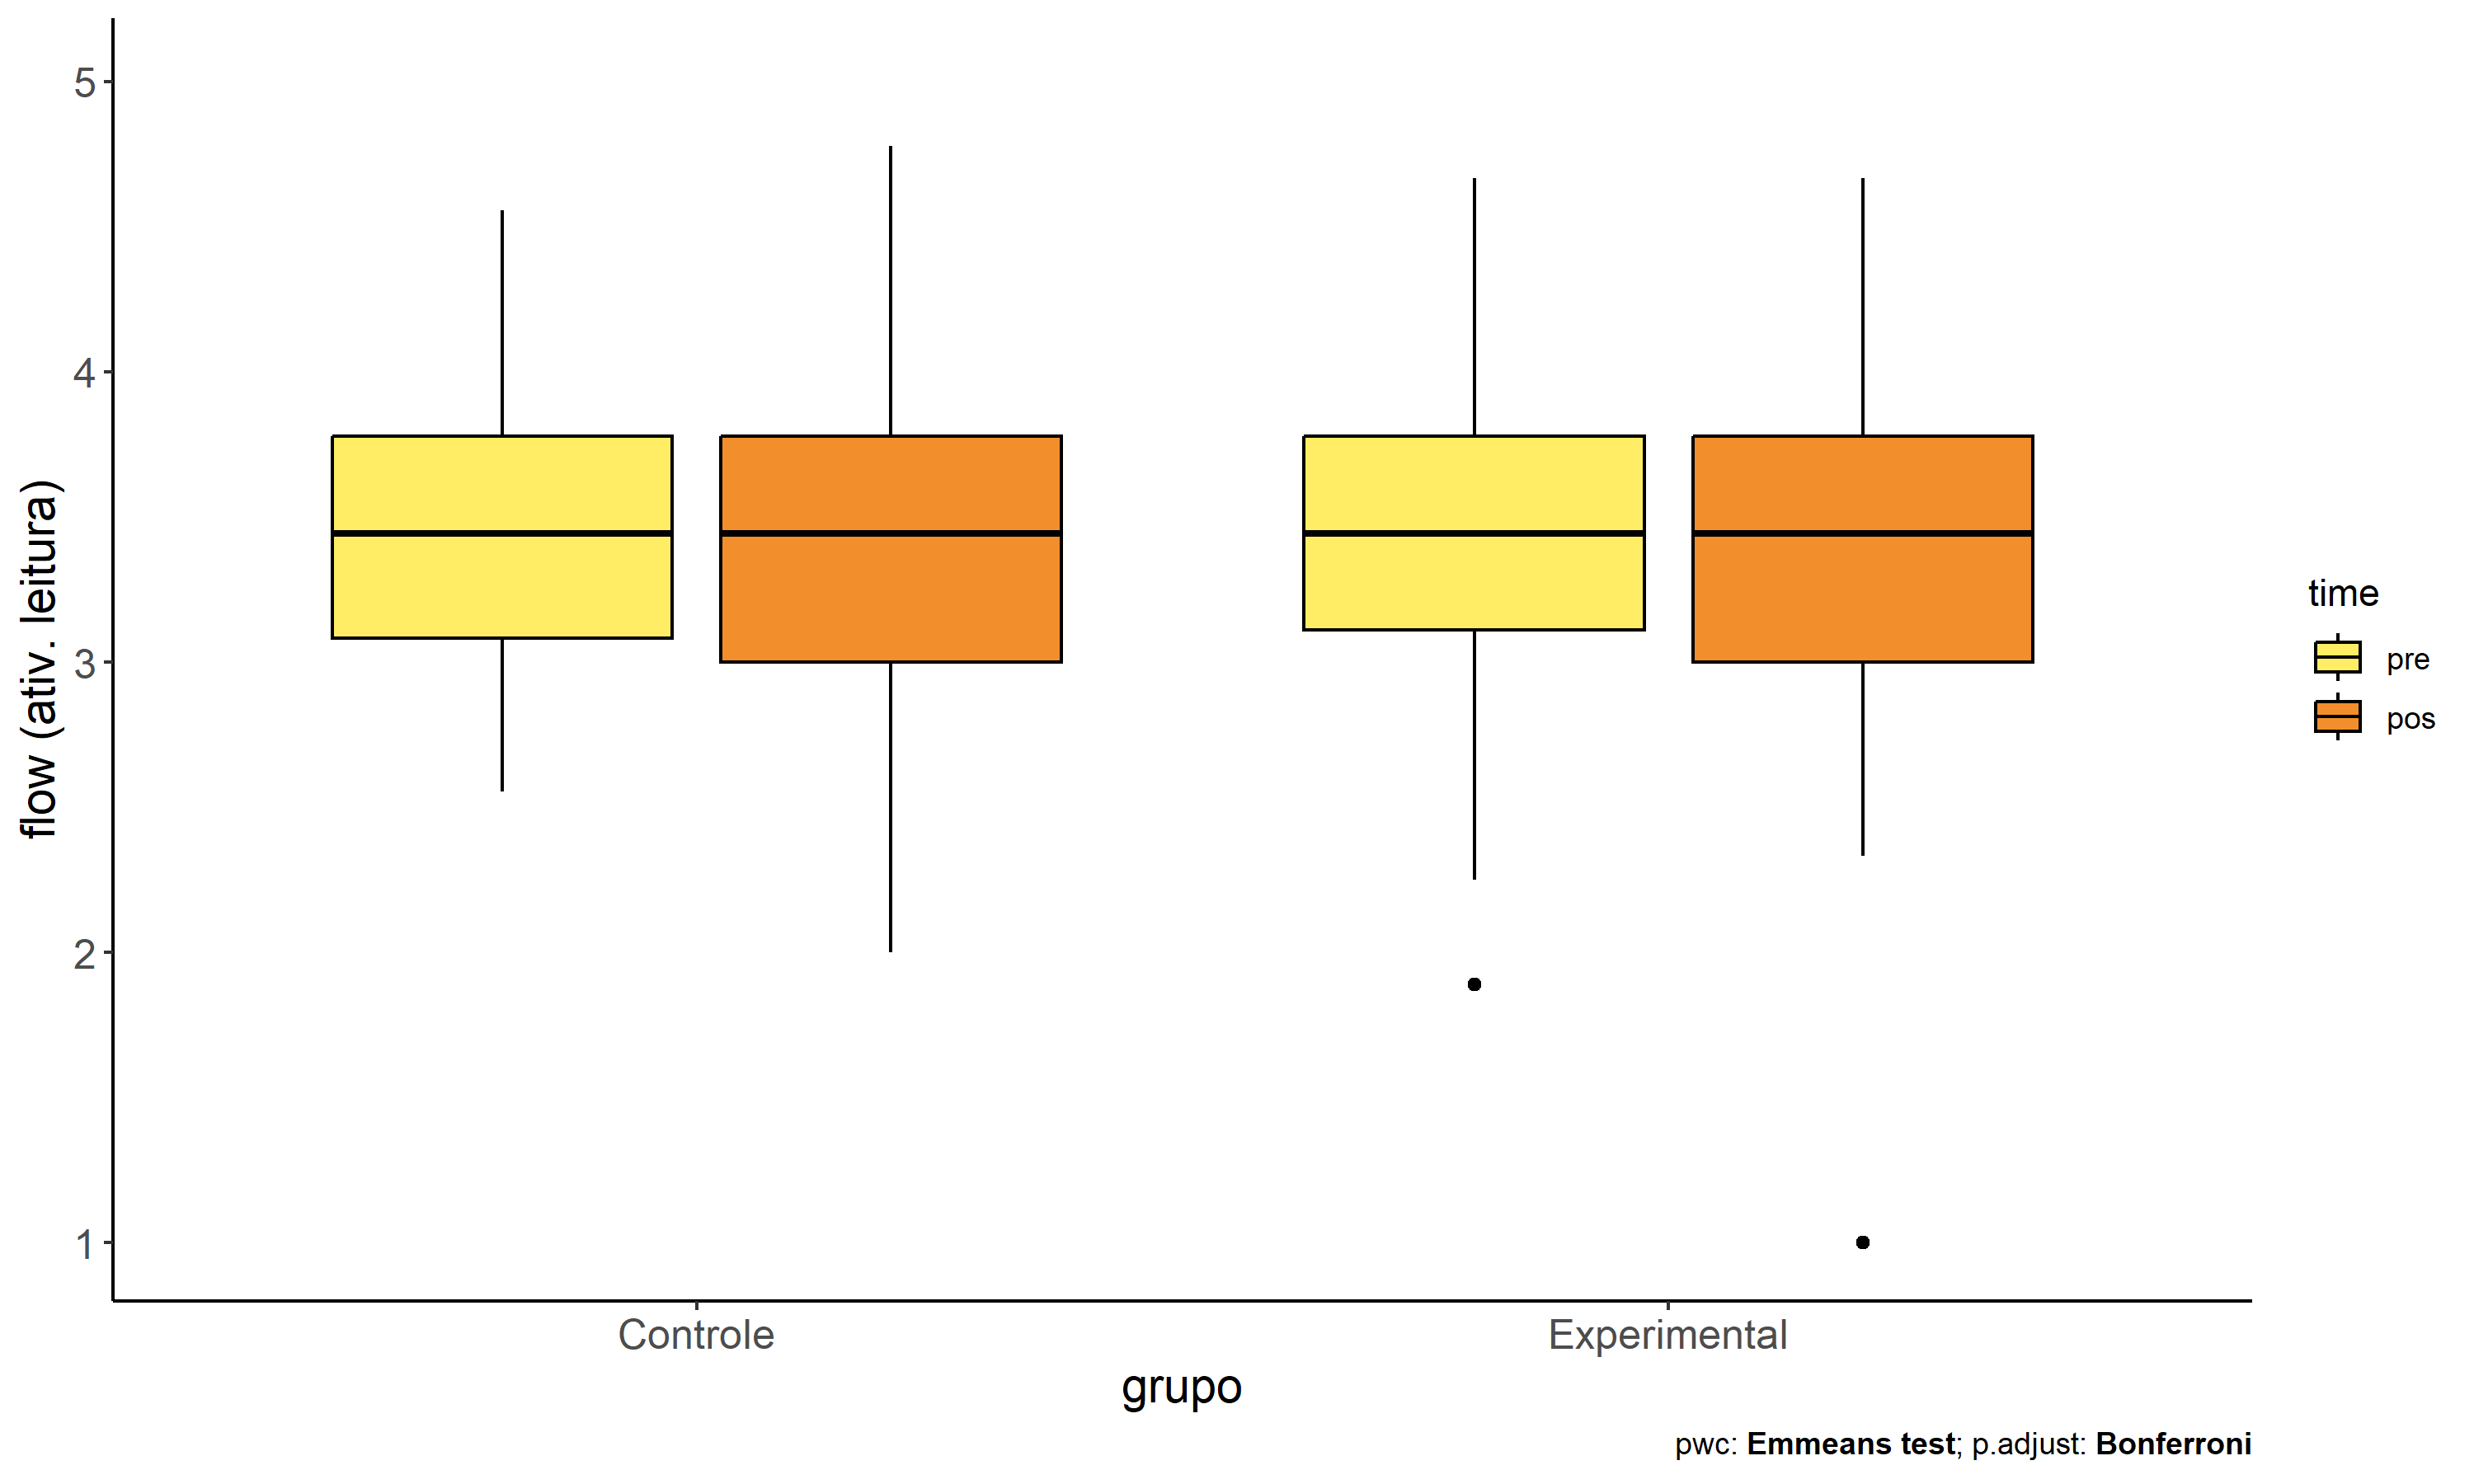 flow (ativ. leitura)
5
4
3
2
1
Controle
Experimental
grupo
time
pre
pos
pwc: Emmeans test; p.adjust: Bonferroni